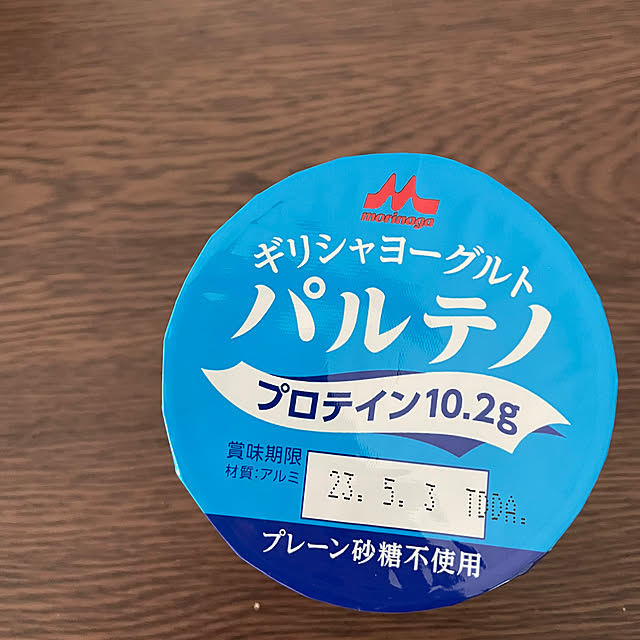 morinaga
ギリシャヨーグルト
パルテノ
プロテイン10.2g
賞味期限
材質:アルミ
23. 5. 3 TDDA.
プレーン砂糖不使用